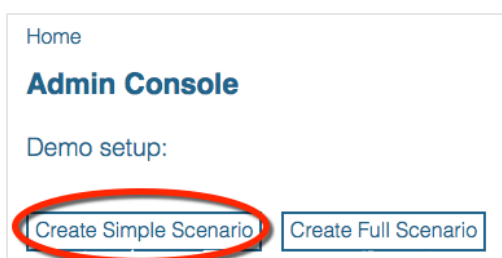 Home
Admin Console
Demo setup:
Create Simple Scenario Create Full Scenario